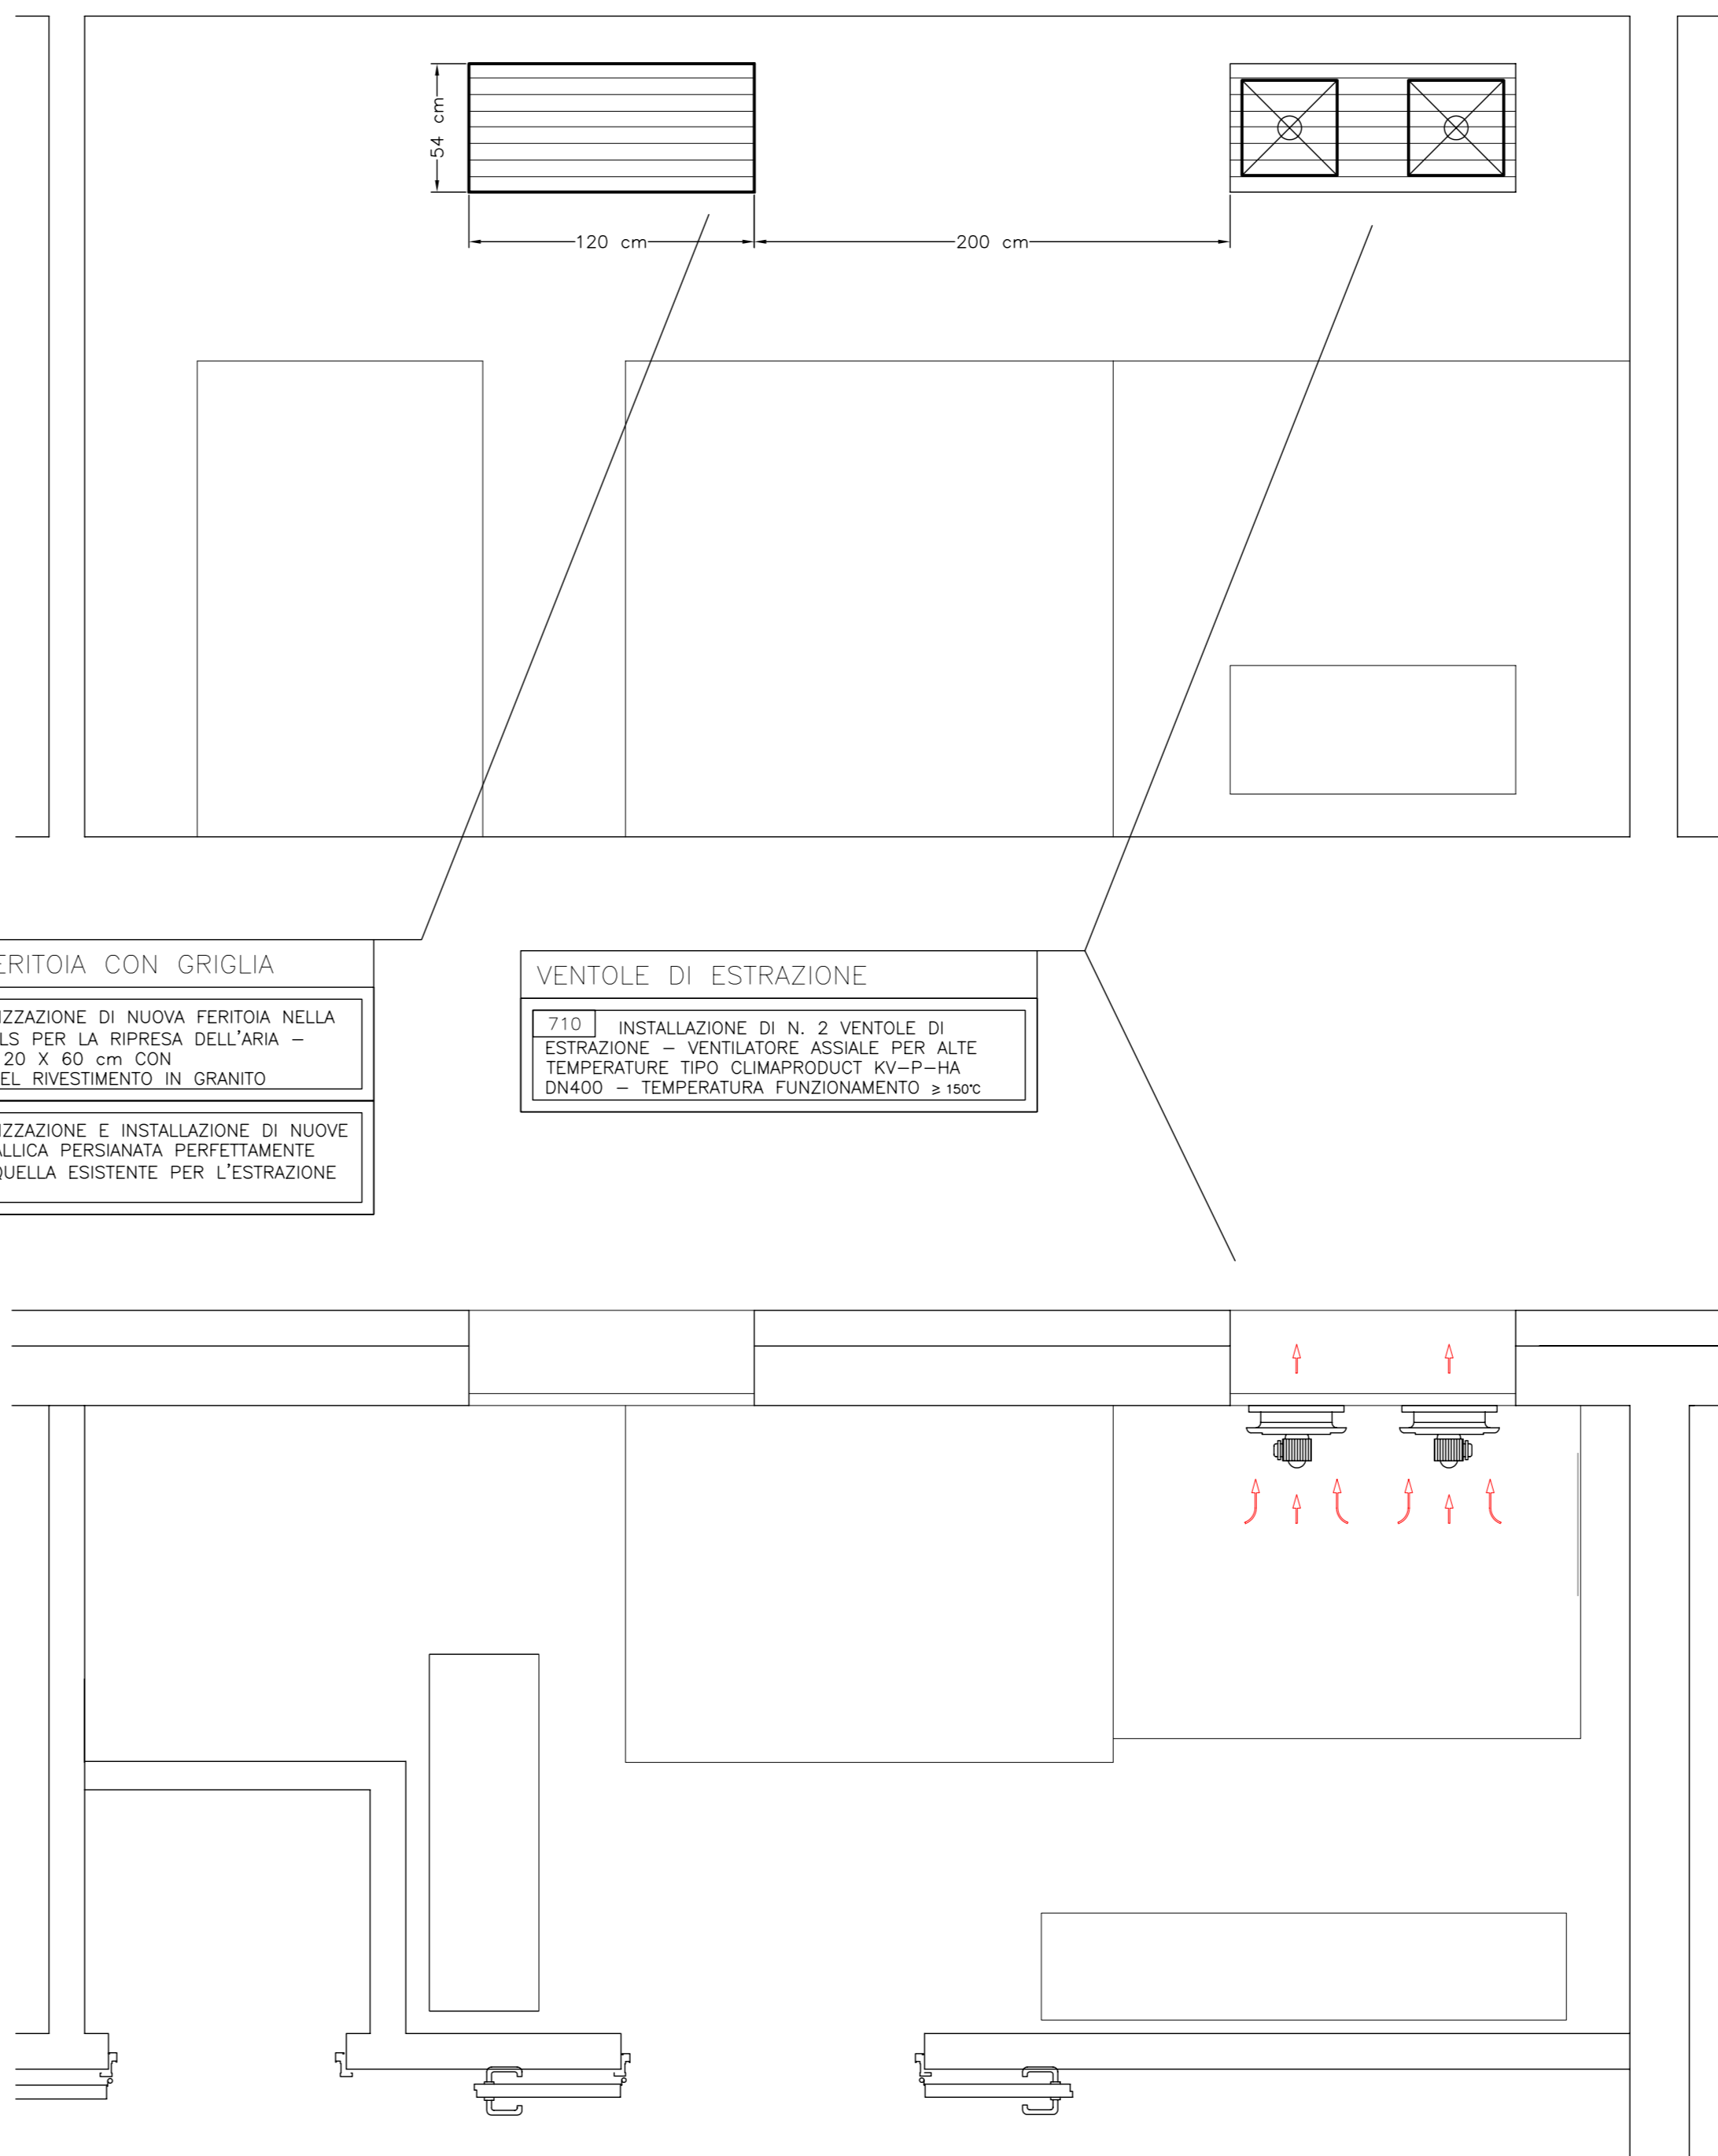 54 cm
120 cm
200 cm
ERITOIA CON GRIGLIA
IZZAZIONE DI NUOVA FERITOIA NELLA
LS PER LA RIPRESA DELL'ARIA –
20 X 60 cm CON
EL RIVESTIMENTO IN GRANITO
IZZAZIONE E INSTALLAZIONE DI NUOVE
ALLICA PERSIANATA PERFETTAMENTE
QUELLA ESISTENTE PER L'ESTRAZIONE
VENTOLE DI ESTRAZIONE
710 INSTALLAZIONE DI N. 2 VENTOLE DI
ESTRAZIONE – VENTILATORE ASSIALE PER ALTE
TEMPERATURE TIPO CLIMAPRODUCT KV–P–HA
DN400 – TEMPERATURA FUNZIONAMENTO ≥ 150°C